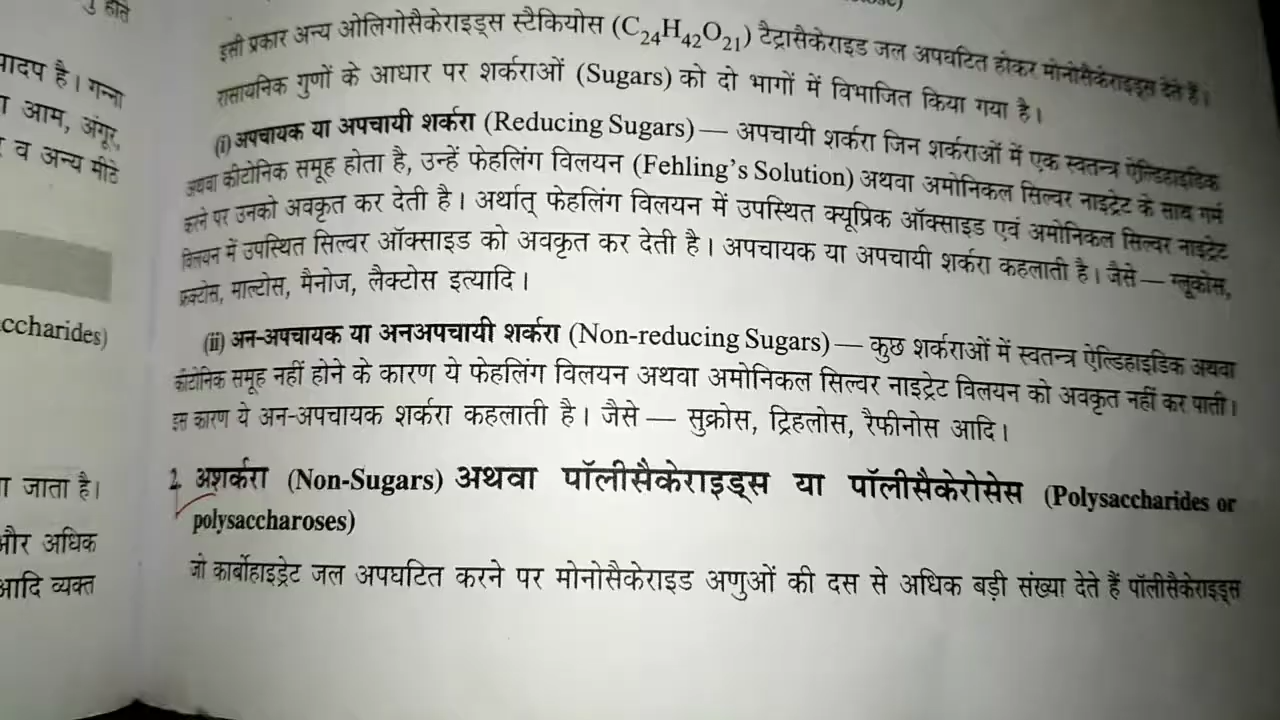 इसी प्रकार अन्य ओलिगोसैकेराइड्स स्टैकियोस (C₂₄H₄₂O₂₁) टैट्रासैकेराइड जल अपघटित होकर मोनोसैकेराइड्स देते हैं।
रासायनिक गुणों के आधार पर शर्कराओं (Sugars) को दो भागों में विभाजित किया गया है।
(i) अपचायक या अपचायी शर्करा (Reducing Sugars) — अपचायी शर्करा जिन शर्कराओं में एक स्वतन्त्र ऐल्डिहाइडिक
अथवा कीटोनिक समूह होता है, उन्हें फेहलिंग विलयन (Fehling's Solution) अथवा अमोनिकल सिल्वर नाइट्रेट के साथ गर्म
करने पर उनको अवकृत कर देती है। अर्थात् फेहलिंग विलयन में उपस्थित क्यूप्रिक ऑक्साइड एवं अमोनिकल सिल्वर नाइट्रेट
विलयन में उपस्थित सिल्वर ऑक्साइड को अवकृत कर देती है। अपचायक या अपचायी शर्करा कहलाती है। जैसे — ग्लूकोस,
फ्रक्टोस, माल्टोस, मैनोज, लैक्टोस इत्यादि।
(ii) अन-अपचायक या अनअपचायी शर्करा (Non-reducing Sugars) — कुछ शर्कराओं में स्वतन्त्र ऐल्डिहाइडिक अथवा
कीटोनिक समूह नहीं होने के कारण ये फेहलिंग विलयन अथवा अमोनिकल सिल्वर नाइट्रेट विलयन को अवकृत नहीं कर पाती।
इस कारण ये अन-अपचायक शर्करा कहलाती है। जैसे — सुक्रोस, ट्रिहलोस, रैफीनोस आदि।
2. अशर्करा (Non-Sugars) अथवा पॉलीसैकेराइड्स या पॉलीसैकेरोसेस (Polysaccharides or
polysaccharoses)
जो कार्बोहाइड्रेट जल अपघटित करने पर मोनोसैकेराइड अणुओं की दस से अधिक बड़ी संख्या देते हैं पॉलीसैकेराइड्स
है। गन्ना
आम, अंगूर,
व अन्य मीठे
जाता है।
और अधिक
आदि व्यक्त